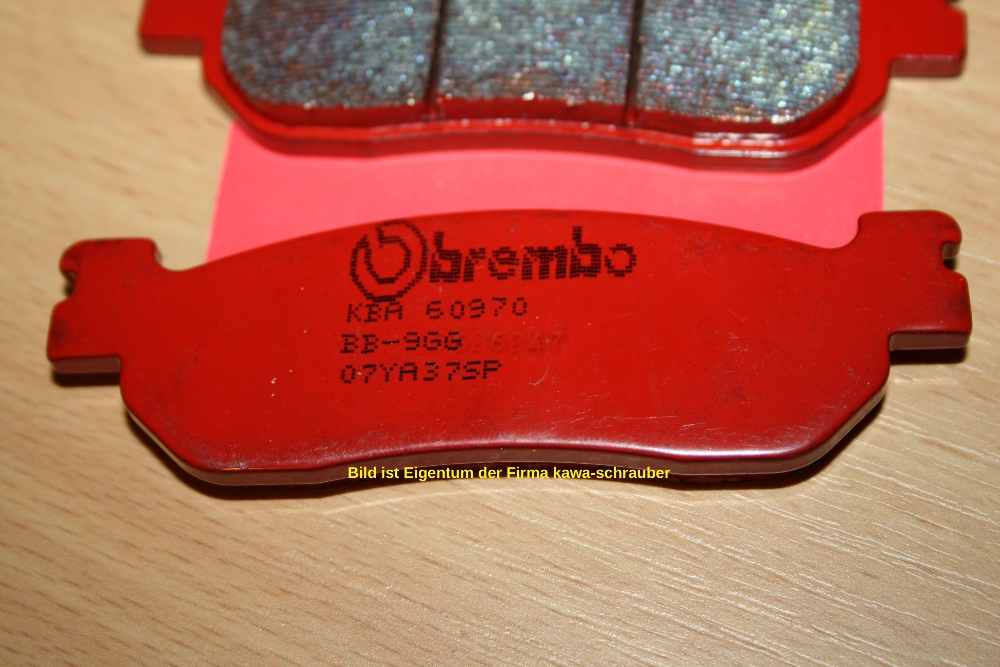 brembo
KBA 60970
BB-9GG
07YA37SP
Bild ist Eigentum der Firma kawa-schrauber